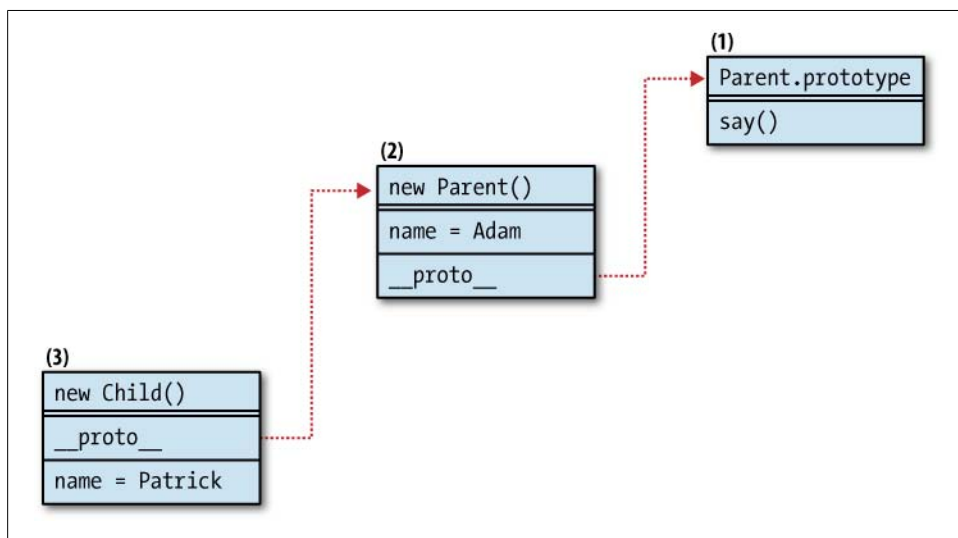 (1)
Parent.prototype
say()
(2)
new Parent()
name = Adam
__proto__
(3)
new Child()
__proto__
name = Patrick